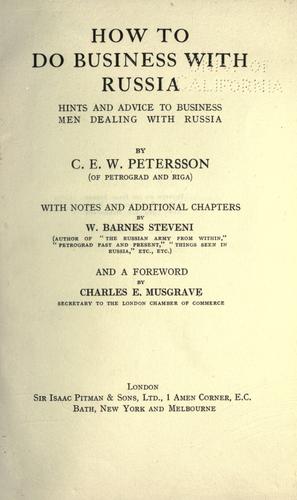 HOW TO
DO BUSINESS WITH
RUSSIA
HINTS AND ADVICE TO BUSINESS
MEN DEALING WITH RUSSIA
BY
C. E. W. PETERSSON
(OF PETROGRAD AND RIGA)
WITH NOTES AND ADDITIONAL CHAPTERS
BY
W. BARNES STEVENI
(AUTHOR OF "THE RUSSIAN ARMY FROM WITHIN,"
"PETROGRAD PAST AND PRESENT," "THINGS SEEN IN
RUSSIA," ETC., ETC.)
AND A FOREWORD
BY
CHARLES E. MUSGRAVE
SECRETARY TO THE LONDON CHAMBER OF COMMERCE
LONDON
SIR ISAAC PITMAN & SONS, LTD., 1 AMEN CORNER, E.C.
BATH, NEW YORK AND MELBOURNE